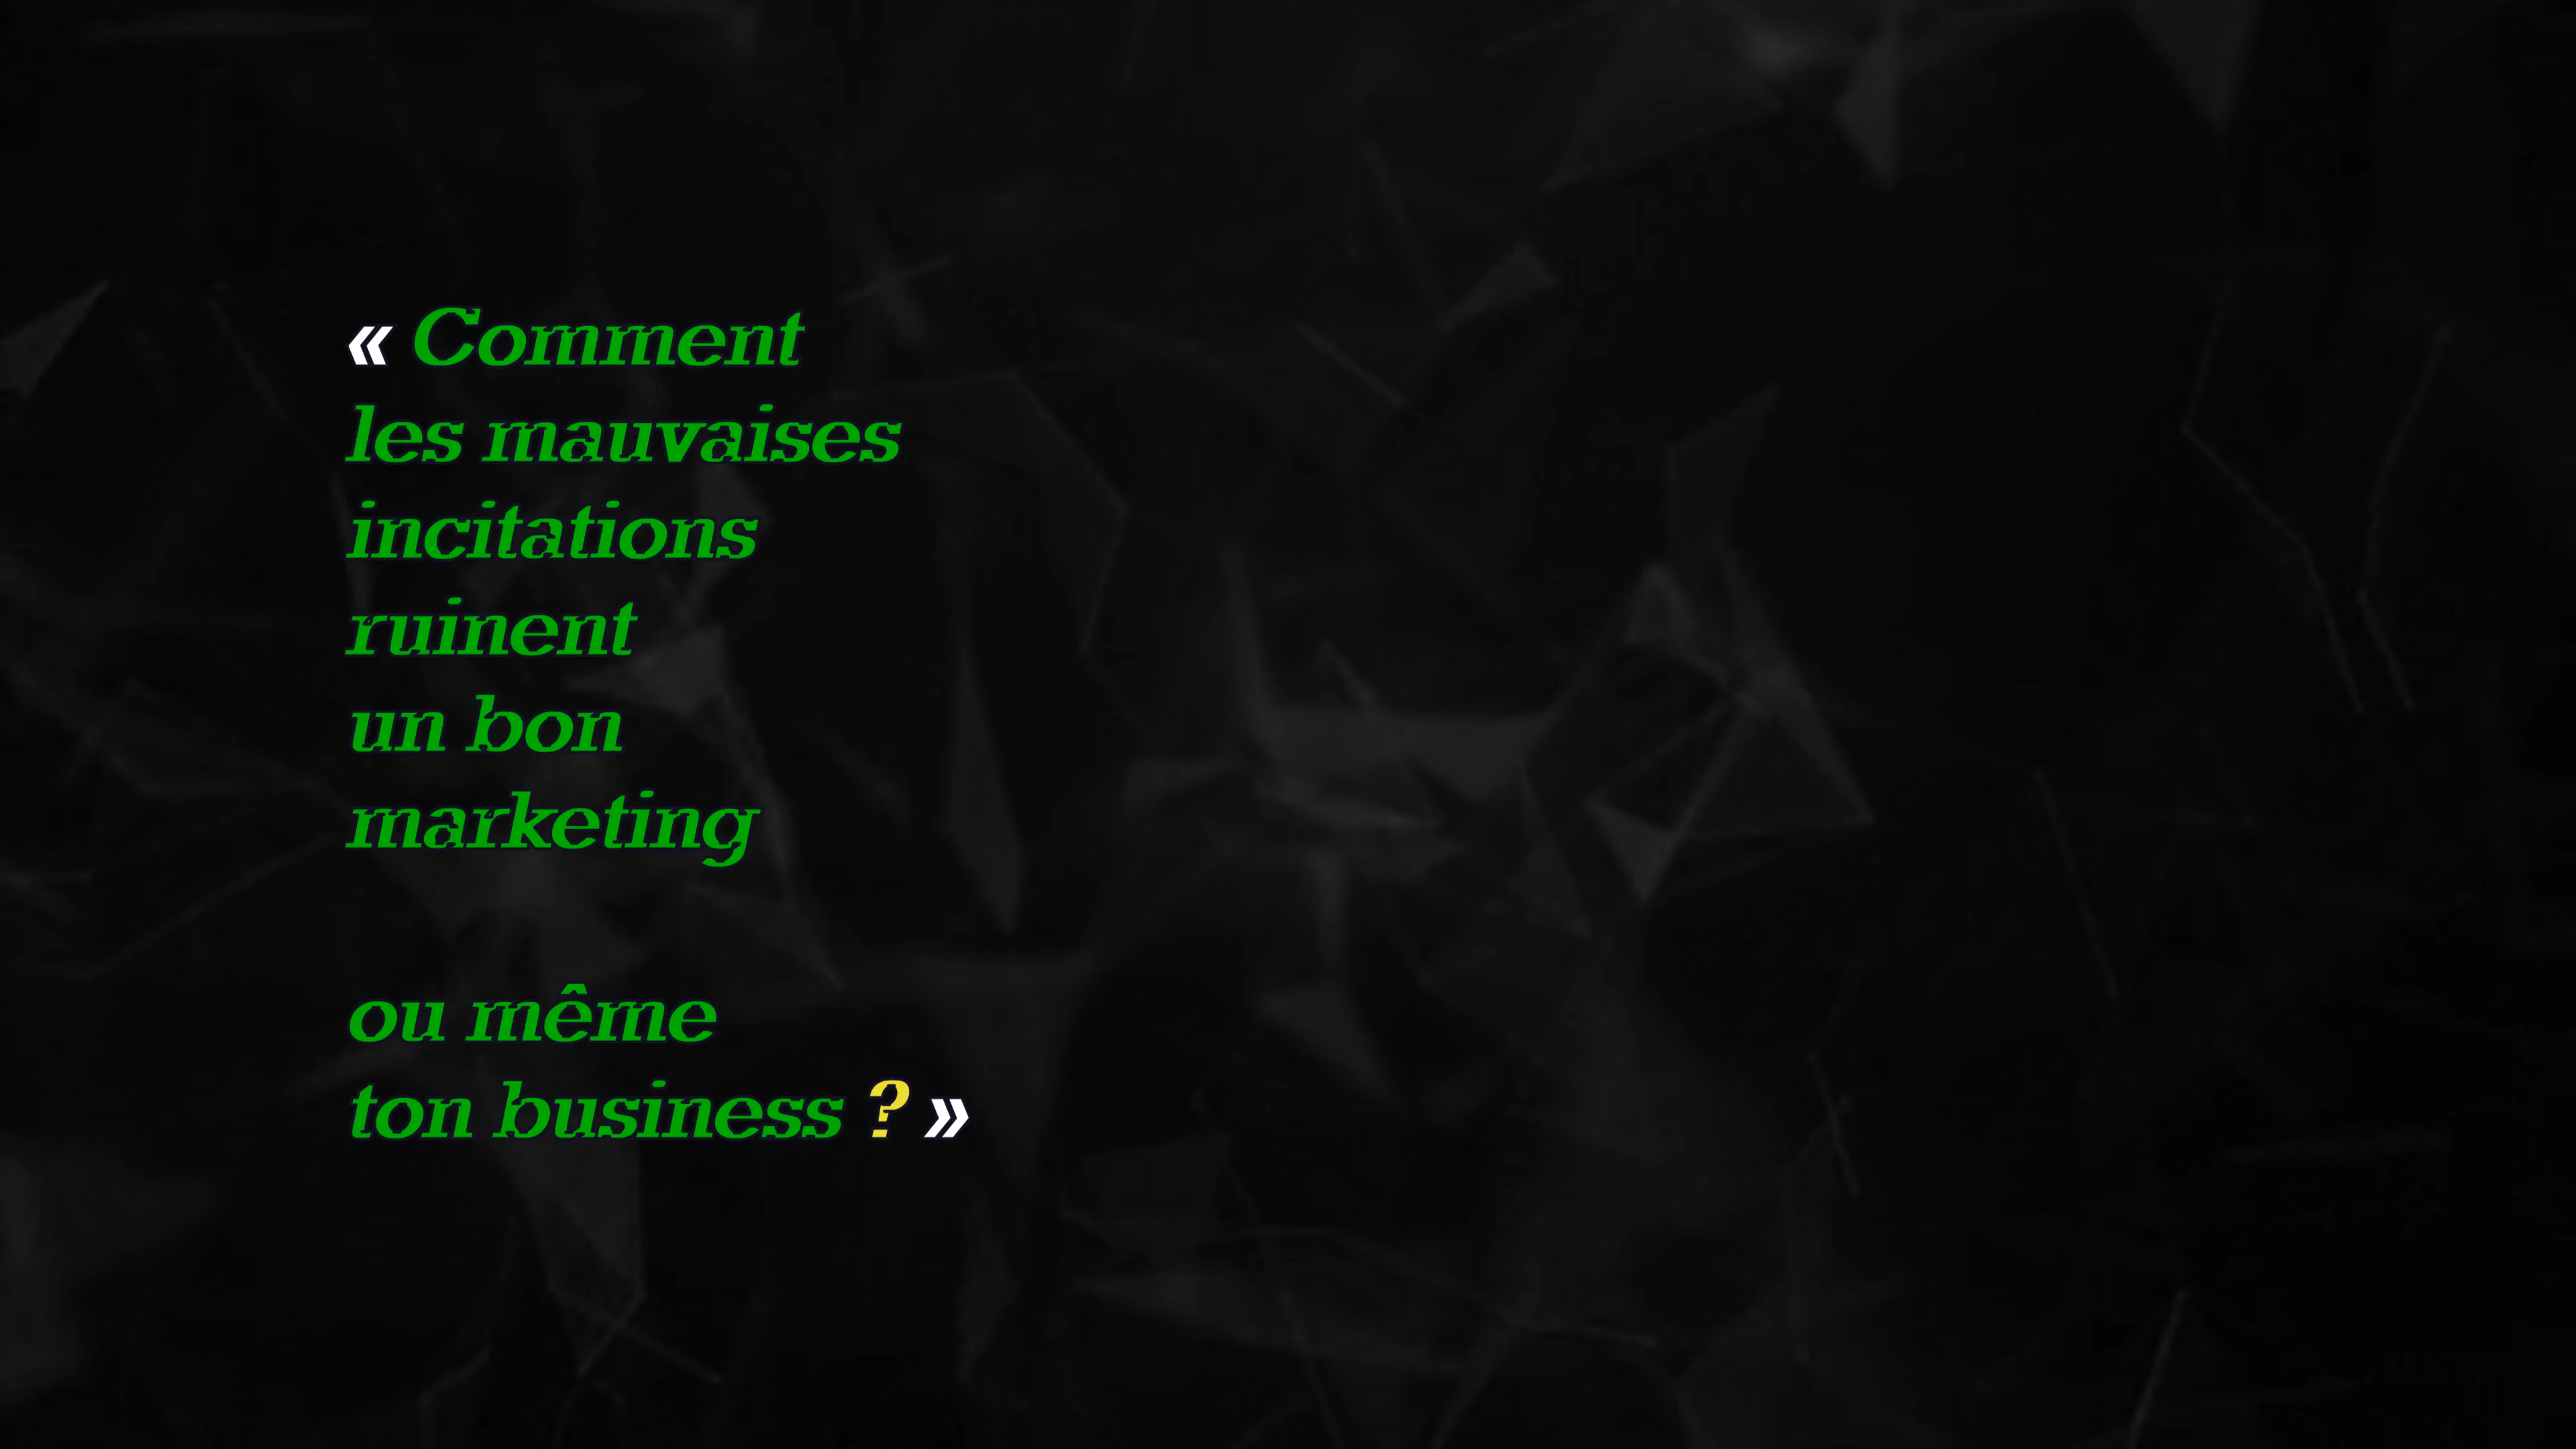 « Comment
les mauvaises
incitations
ruinent
un bon
marketing
ou même
ton business ? »